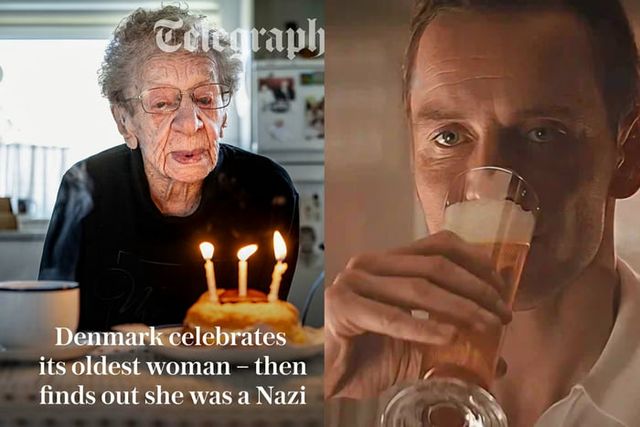 Telegraph
Denmark celebrates
its oldest woman – then
finds out she was a Nazi